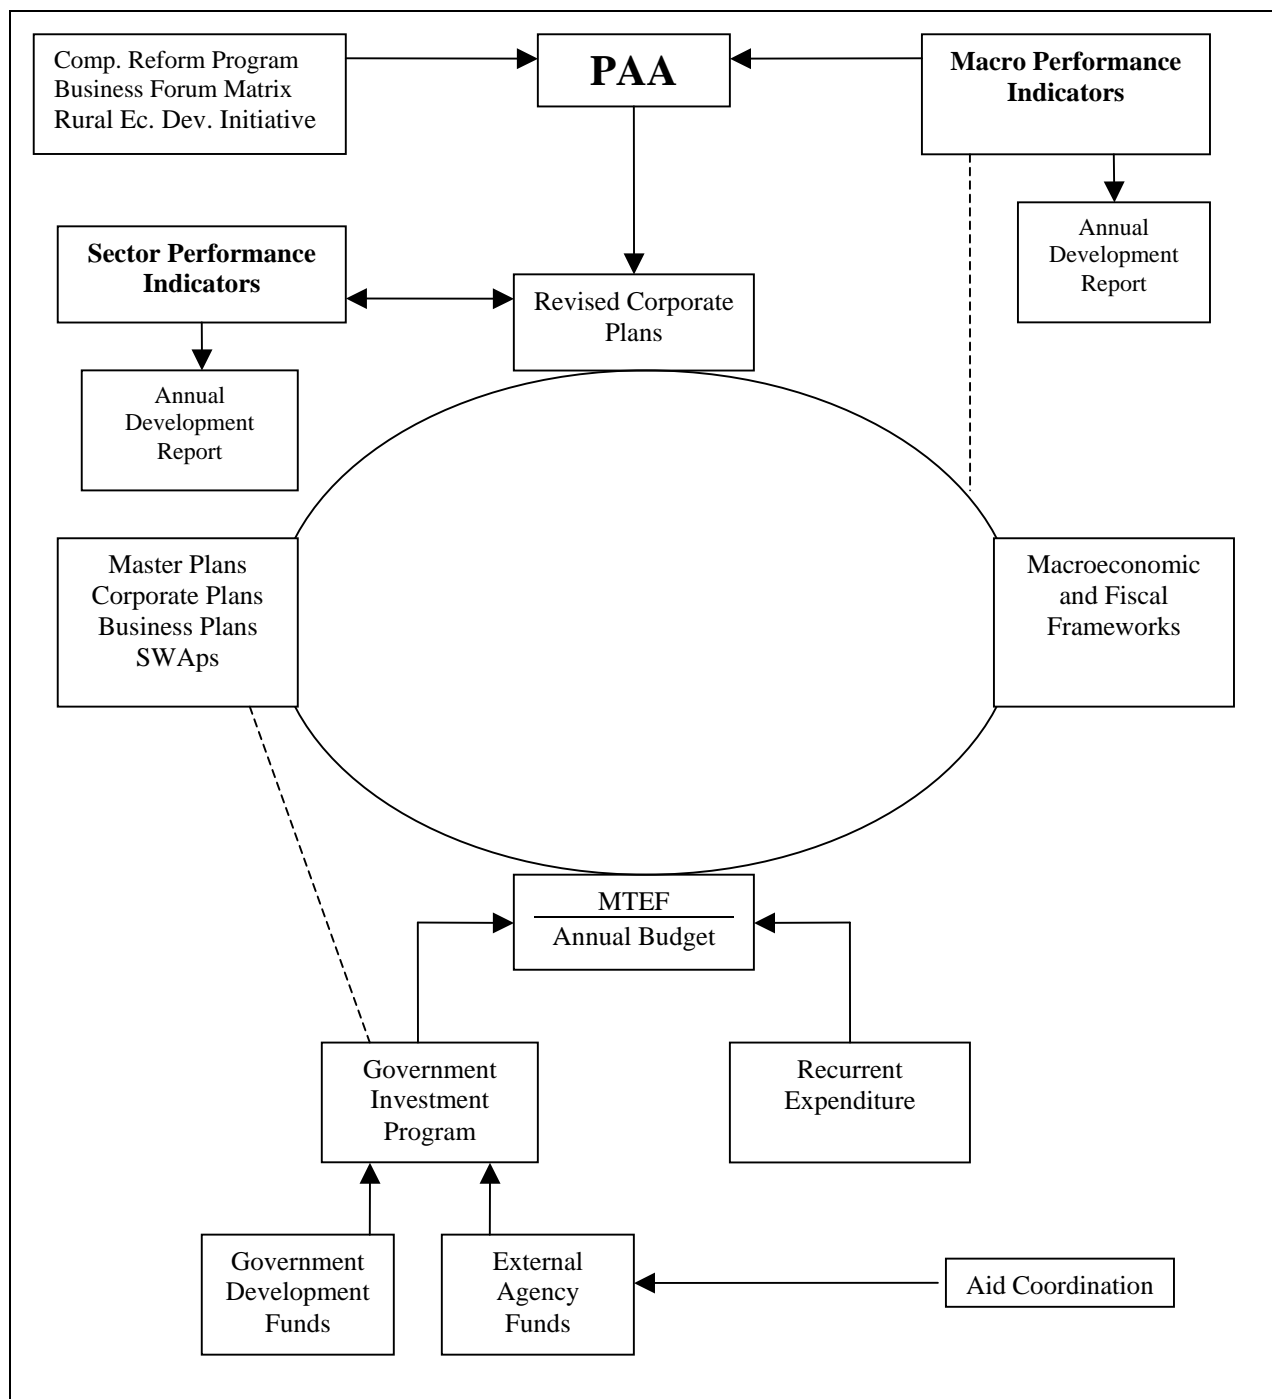 Comp. Reform Program
Business Forum Matrix
Rural Ec. Dev. Initiative
PAA
Macro Performance
Indicators
Annual
Development
Report
Sector Performance
Indicators
Revised Corporate
Plans
Annual
Development
Report
Master Plans
Corporate Plans
Business Plans
SWAps
Macroeconomic
and Fiscal
Frameworks
MTEF
Annual Budget
Government
Investment
Program
Recurrent
Expenditure
Government
Development
Funds
External
Agency
Funds
Aid Coordination